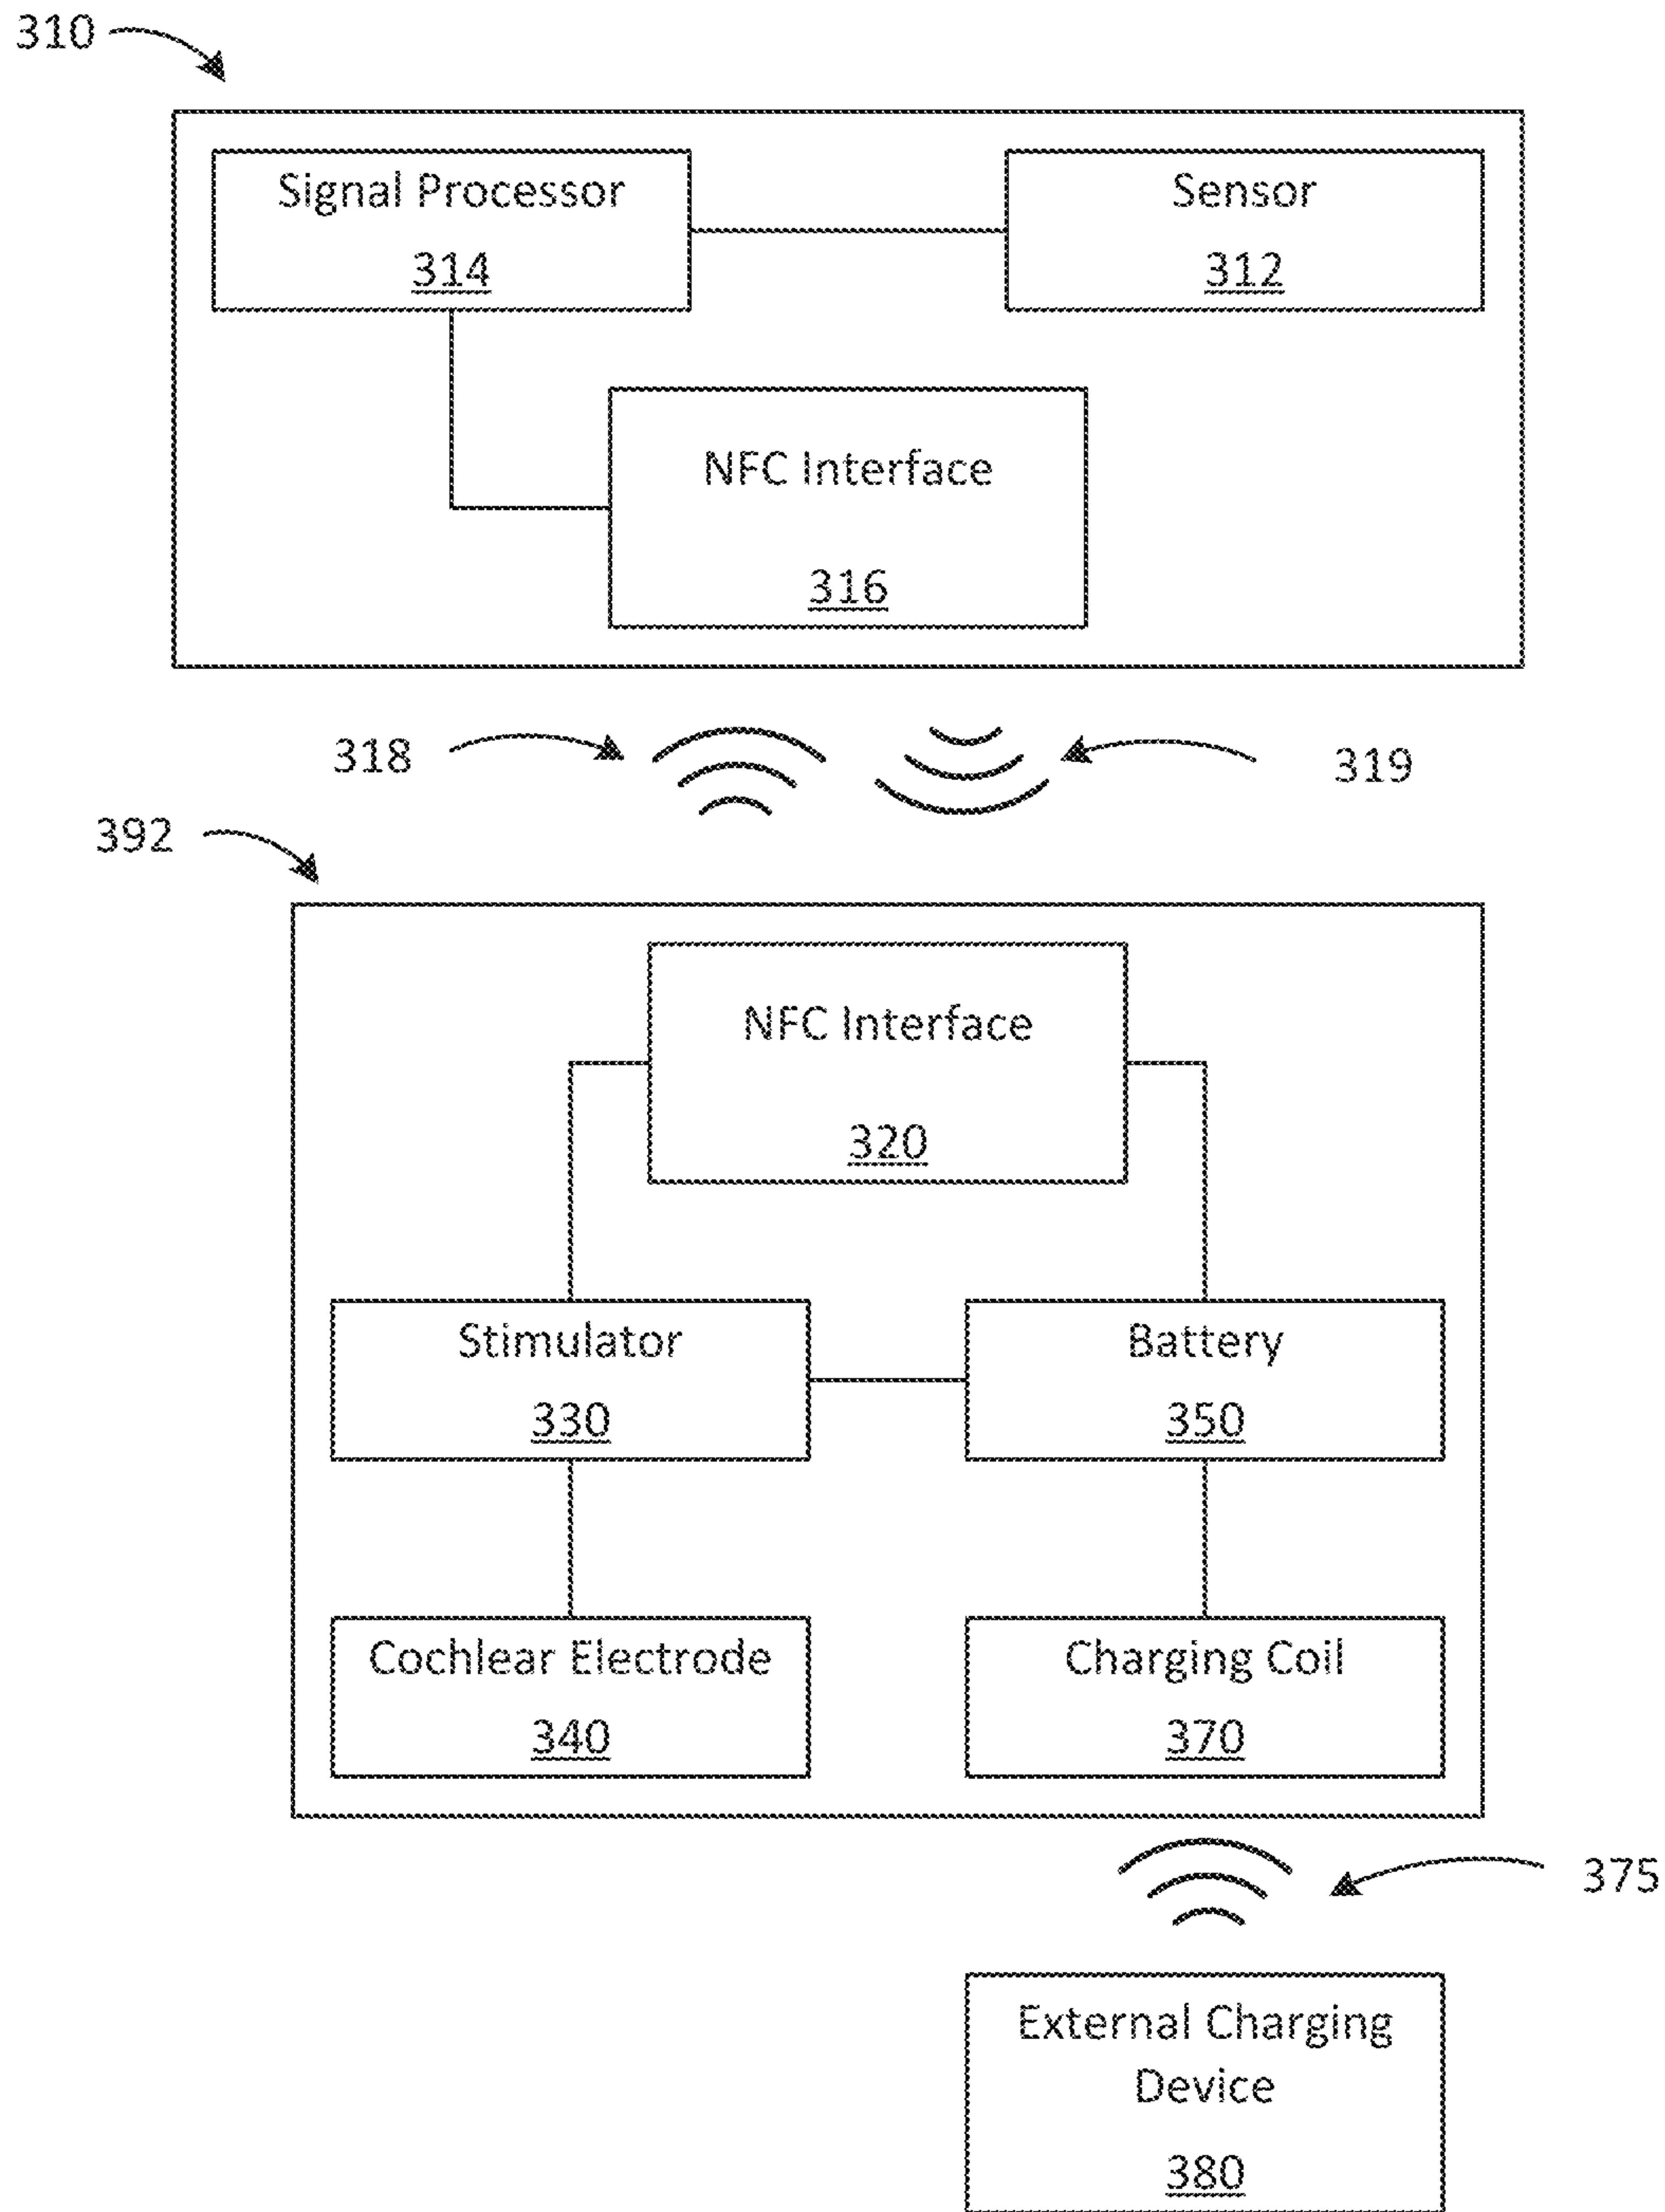 310
Signal Processor
314
Sensor
312
NFC Interface
316
318
319
392
NFC Interface
320
Stimulator
330
Battery
350
Cochlear Electrode
340
Charging Coil
370
375
External Charging
Device
380